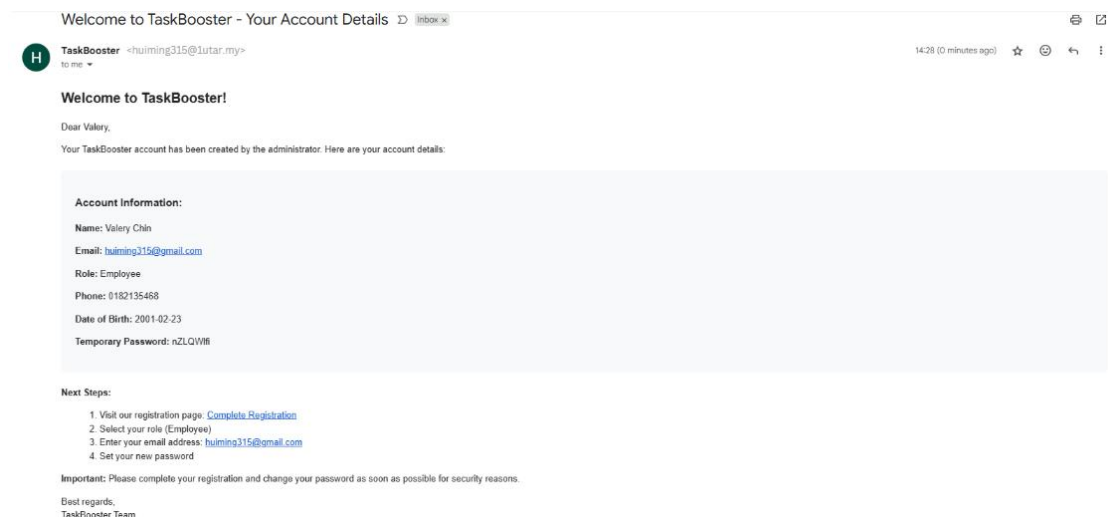 Welcome to TaskBooster - Your Account Details Inbox x
H
TaskBooster <huiming315@1utar.my> 14:28 (0 minutes ago)
to me
Welcome to TaskBooster!
Dear Valery,
Your TaskBooster account has been created by the administrator. Here are your account details:
Account Information:
Name: Valery Chin
Email: huiming315@gmail.com
Role: Employee
Phone: 0182135468
Date of Birth: 2001-02-23
Temporary Password:
Next Steps:
1. Visit our registration page: Complete Registration
2. Select your role (Employee)
3. Enter your email address: huiming315@gmail.com
4. Set your new password
Important: Please complete your registration and change your password as soon as possible for security reasons.
Best regards,
TaskBooster Team